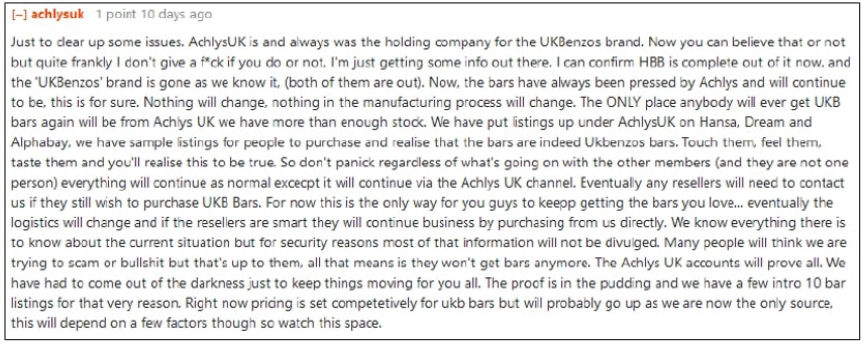 [–] achlysuk 1 point 10 days ago
Just to clear up some issues. AchlysUK is and always was the holding company for the UKBenzos brand. Now you can believe that or not
but quite frankly I don't give a f*ck if you do or not, I'm just getting some info out there. I can confirm HBB is complete out of it now, and
the 'UKBenzos' brand is gone as we know it, (both of them are out). Now, the bars have always been pressed by Achlys and will continue
to be, this is for sure. Nothing will change, nothing in the manufacturing process will change. The ONLY place anybody will ever get UKB
bars again will be from Achlys UK we have more than enough stock. We have put listings up under AchlysUK on Hansa, Dream and
Alphabay, we have sample listings for people to purchase and realise that the bars are indeed Ukbenzos bars. Touch them, feel them,
taste them and you'll realise this to be true. So don't panick regardless of what's going on with the other members (and they are not one
person) everything will continue as normal excecpt it will continue via the Achlys UK channel. Eventually any resellers will need to contact
us if they still wish to purchase UKB Bars. For now this is the only way for you guys to keepp getting the bars you love... eventually the
logistics will change and if the resellers are smart they will continue business by purchasing from us directly. We know everything there is
to know about the current situation but for security reasons most of that information will not be divulged. Many people will think we are
trying to scam or bullshit but that's up to them, all that means is they won't get bars anymore. The Achlys UK accounts will prove all. We
have had to come out of the darkness just to keep things moving for you all. The proof is in the pudding and we have a few intro 10 bar
listings for that very reason. Right now pricing is set competetively for ukb bars but will probably go up as we are now the only source,
this will depend on a few factors though so watch this space.